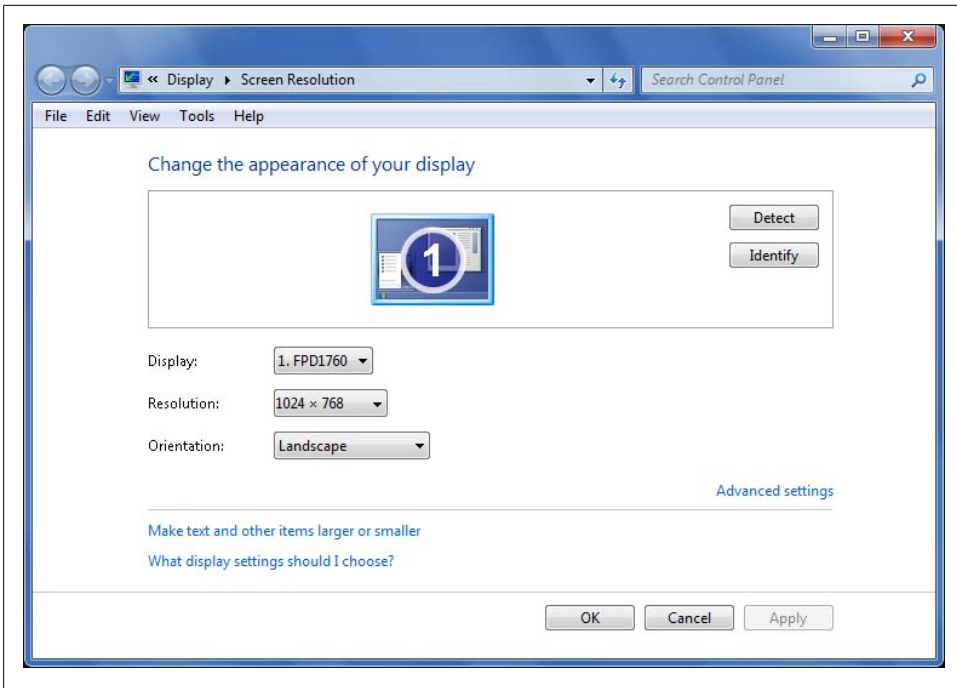 « Display ▸ Screen Resolution Search Control Panel
File Edit View Tools Help
Change the appearance of your display
1
Detect
Identify
Display: 1. FPD1760
Resolution: 1024 × 768
Orientation: Landscape
Advanced settings
Make text and other items larger or smaller
What display settings should I choose?
OK Cancel Apply